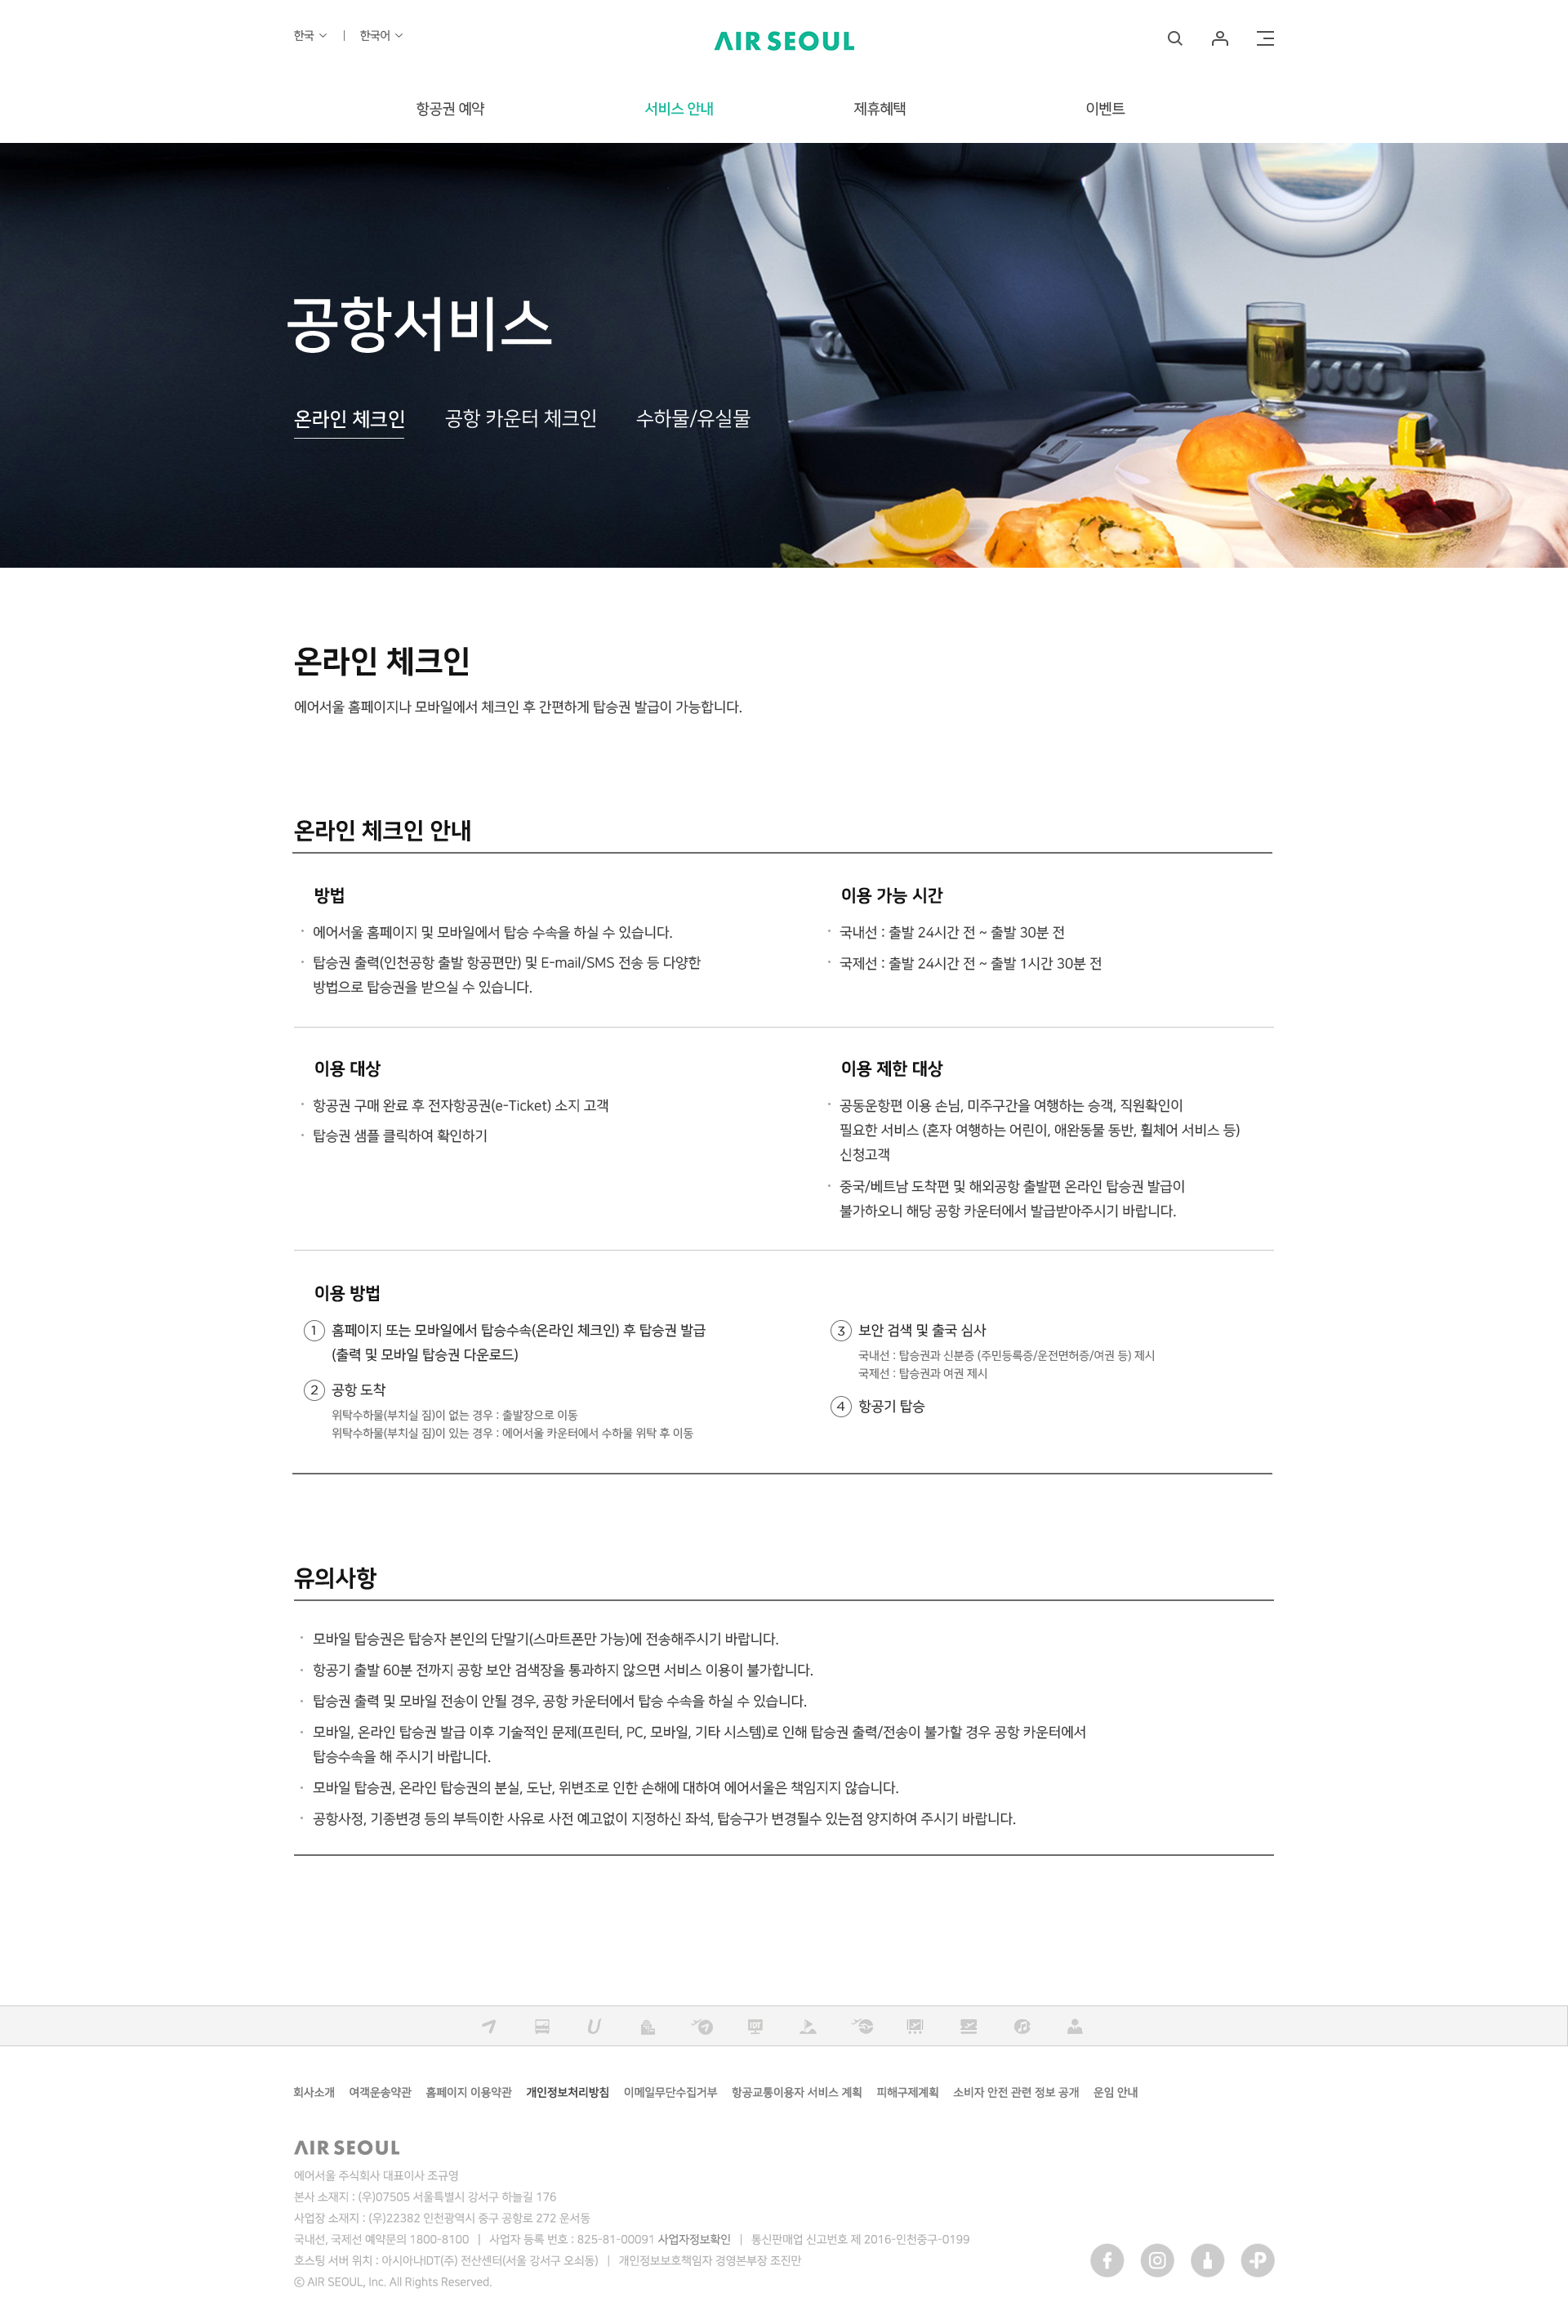 한국 | 한국어
AIR SEOUL
항공권 예약
서비스 안내
제휴혜택
이벤트
공항서비스
온라인 체크인
공항 카운터 체크인
수하물/유실물
온라인 체크인
에어서울 홈페이지나 모바일에서 체크인 후 간편하게 탑승권 발급이 가능합니다.
온라인 체크인 안내
방법
· 에어서울 홈페이지 및 모바일에서 탑승 수속을 하실 수 있습니다.
· 탑승권 출력(인천공항 출발 항공편만) 및 E-mail/SMS 전송 등 다양한
방법으로 탑승권을 받으실 수 있습니다.
이용 가능 시간
· 국내선 : 출발 24시간 전 ~ 출발 30분 전
· 국제선 : 출발 24시간 전 ~ 출발 1시간 30분 전
이용 대상
· 항공권 구매 완료 후 전자항공권(e-Ticket) 소지 고객
· 탑승권 샘플 클릭하여 확인하기
이용 제한 대상
· 공동운항편 이용 손님, 미주구간을 여행하는 승객, 직원확인이
필요한 서비스 (혼자 여행하는 어린이, 애완동물 동반, 휠체어 서비스 등)
신청고객
· 중국/베트남 도착편 및 해외공항 출발편 온라인 탑승권 발급이
불가하오니 해당 공항 카운터에서 발급받아주시기 바랍니다.
이용 방법
1 홈페이지 또는 모바일에서 탑승수속(온라인 체크인) 후 탑승권 발급
(출력 및 모바일 탑승권 다운로드)
2 공항 도착
위탁수하물(부치실 짐)이 없는 경우 : 출발장으로 이동
위탁수하물(부치실 짐)이 있는 경우 : 에어서울 카운터에서 수하물 위탁 후 이동
3 보안 검색 및 출국 심사
국내선 : 탑승권과 신분증 (주민등록증/운전면허증/여권 등) 제시
국제선 : 탑승권과 여권 제시
4 항공기 탑승
유의사항
· 모바일 탑승권은 탑승자 본인의 단말기(스마트폰만 가능)에 전송해주시기 바랍니다.
· 항공기 출발 60분 전까지 공항 보안 검색장을 통과하지 않으면 서비스 이용이 불가합니다.
· 탑승권 출력 및 모바일 전송이 안될 경우, 공항 카운터에서 탑승 수속을 하실 수 있습니다.
· 모바일, 온라인 탑승권 발급 이후 기술적인 문제(프린터, PC, 모바일, 기타 시스템)로 인해 탑승권 출력/전송이 불가할 경우 공항 카운터에서
탑승수속을 해 주시기 바랍니다.
· 모바일 탑승권, 온라인 탑승권의 분실, 도난, 위변조로 인한 손해에 대하여 에어서울은 책임지지 않습니다.
· 공항사정, 기종변경 등의 부득이한 사유로 사전 예고없이 지정하신 좌석, 탑승구가 변경될수 있는점 양지하여 주시기 바랍니다.
IDT
회사소개 여객운송약관 홈페이지 이용약관 개인정보처리방침 이메일무단수집거부 항공교통이용자 서비스 계획 피해구제계획 소비자 안전 관련 정보 공개 운임 안내
AIR SEOUL
에어서울 주식회사 대표이사 조규영
본사 소재지 : (우)07505 서울특별시 강서구 하늘길 176
사업장 소재지 : (우)22382 인천광역시 중구 공항로 272 운서동
국내선, 국제선 예약문의 1800-8100 | 사업자 등록 번호 : 825-81-00091 사업자정보확인 | 통신판매업 신고번호 제 2016-인천중구-0199
호스팅 서버 위치 : 아시아나IDT(주) 전산센터(서울 강서구 오쇠동) | 개인정보보호책임자 경영본부장 조진만
ⓒ AIR SEOUL, Inc. All Rights Reserved.